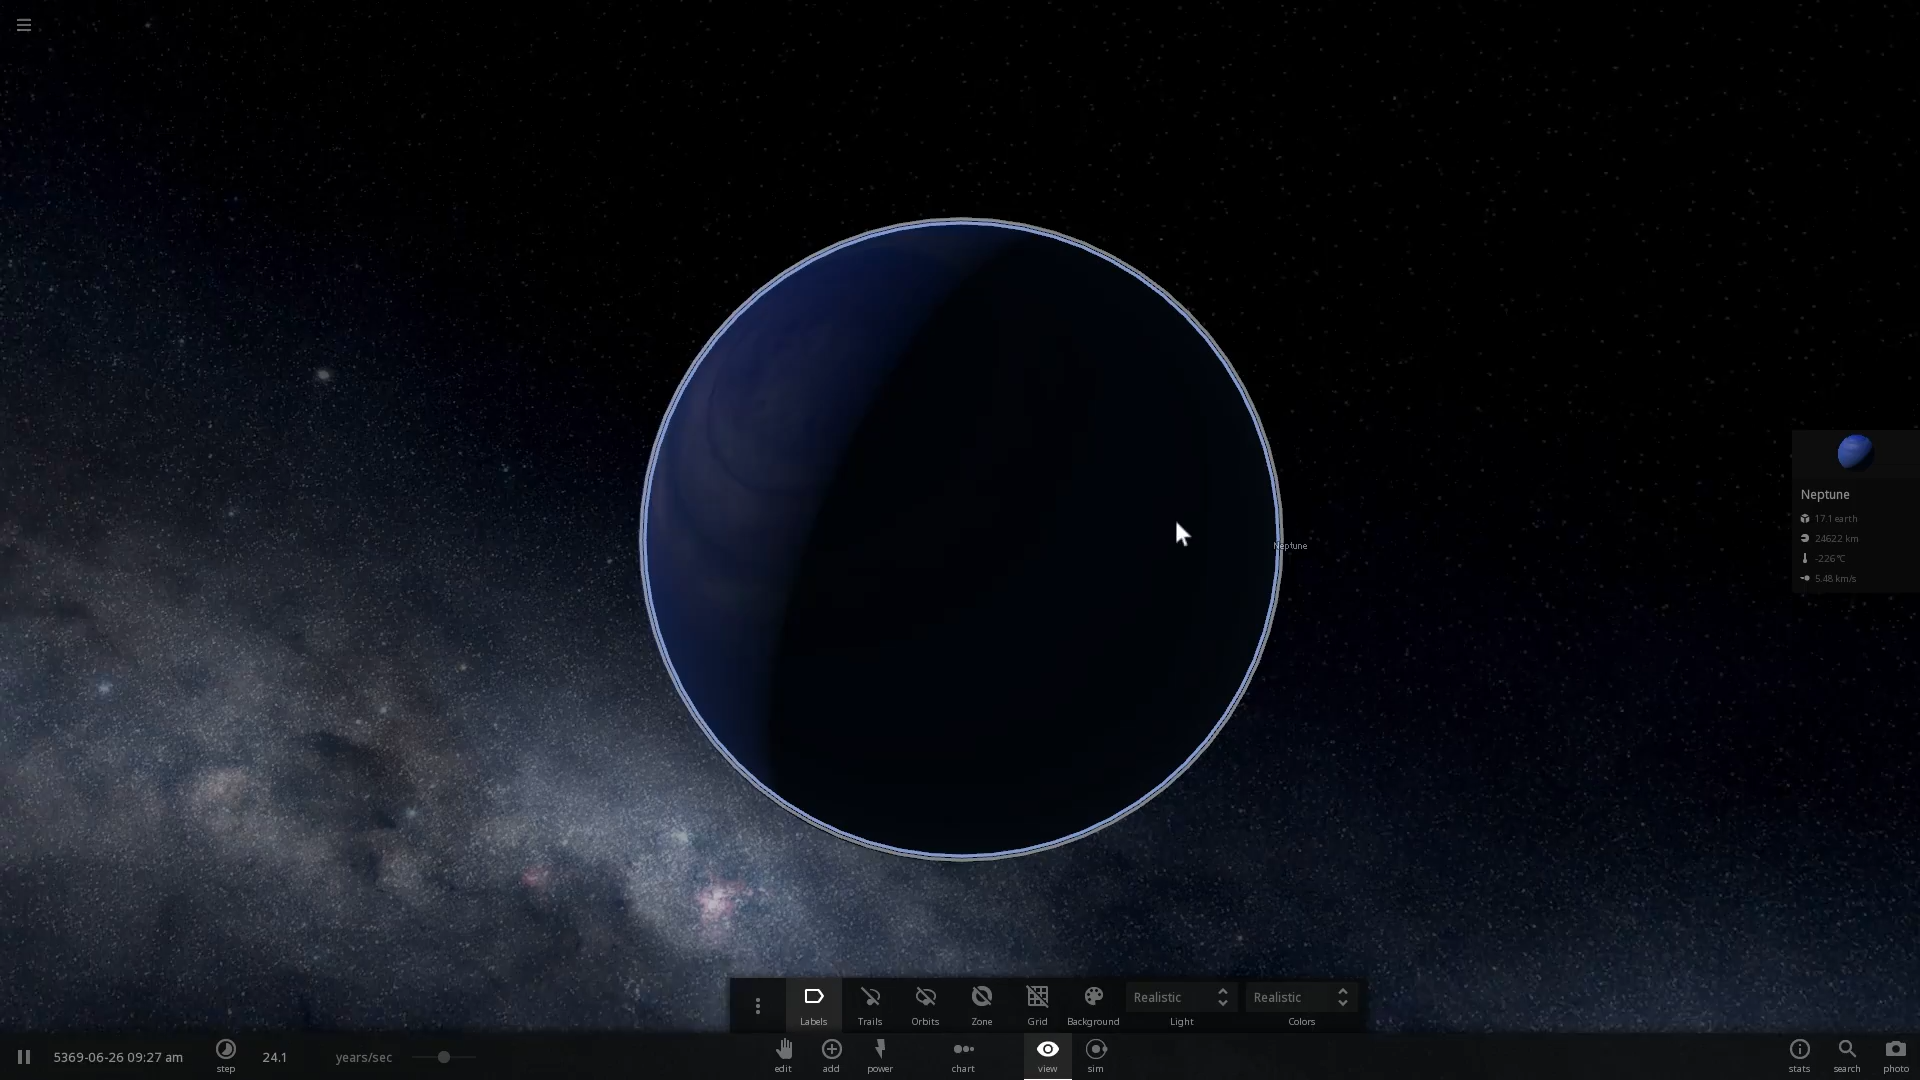 Neptune
Neptune
17.1 earth
24622 km
-226 °C
5.48 km/s
Realistic
Realistic
Labels
Trails
Orbits
Zone
Grid
Background
Light
Colors
5369-06-26 09:27 am
step
24.1
years/sec
edit
add
power
chart
view
sim
stats
search
photo